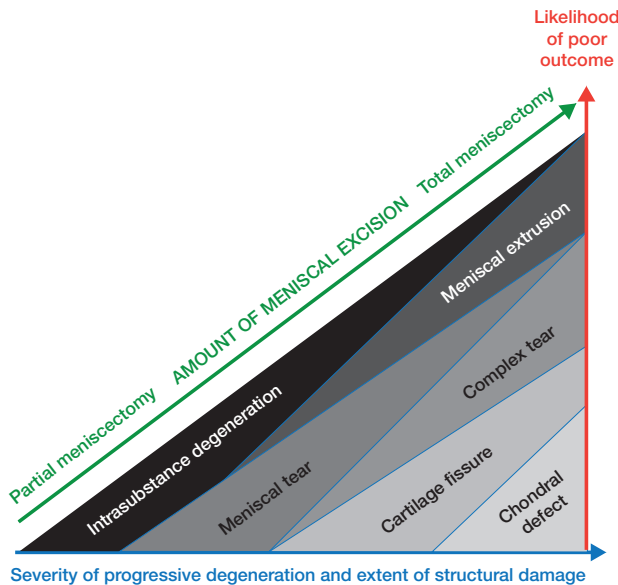 Likelihood
of poor
outcome
Partial meniscectomy AMOUNT OF MENISCAL EXCISION Total meniscectomy
Intrasubstance degeneration
Meniscal extrusion
Meniscal tear
Complex tear
Cartilage fissure
Chondral
defect
Severity of progressive degeneration and extent of structural damage